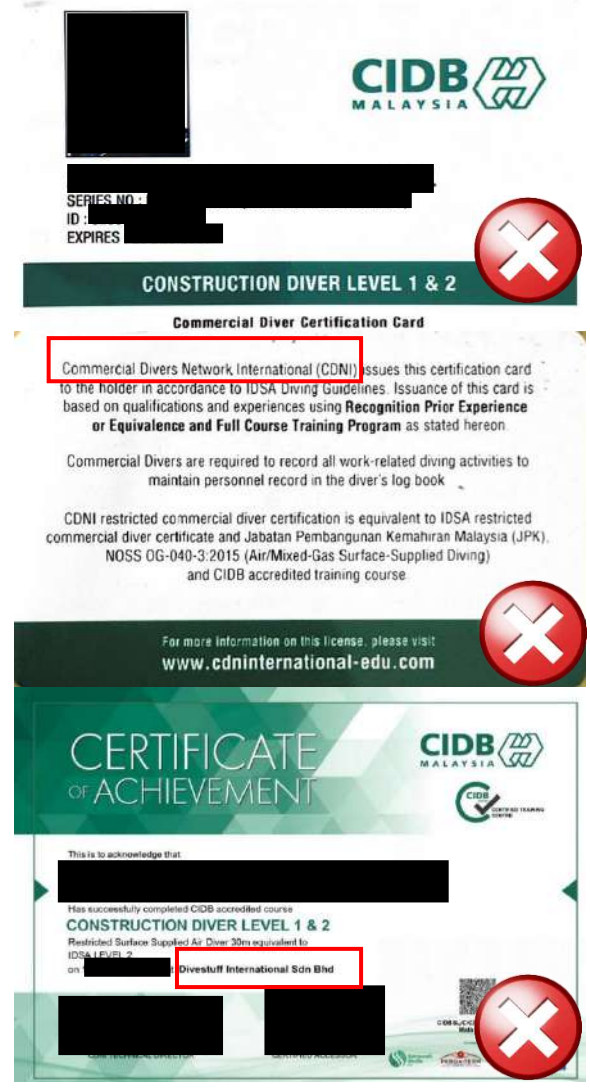 CIDB
MALAYSIA
SERIES NO :
ID :
EXPIRES
CONSTRUCTION DIVER LEVEL 1 & 2
Commercial Diver Certification Card
Commercial Divers Network International (CDNI) issues this certification card
to the holder in accordance to IDSA Diving Guidelines. Issuance of this card is
based on qualifications and experiences using Recognition Prior Experience
or Equivalence and Full Course Training Program as stated hereon
Commercial Divers are required to record all work-related diving activities to
maintain personnel record in the diver's log book
CDNI restricted commercial diver certification is equivalent to IDSA restricted
commercial diver certificate and Jabatan Pembangunan Kemahiran Malaysia (JPK),
NOSS OG-040-3:2015 (Air/Mixed-Gas Surface-Supplied Diving)
and CIDB accredited training course
For more information on this license, please visit
www.cdninternational-edu.com
CERTIFICATE
OF ACHIEVEMENT
CIDB
MALAYSIA
CIDB
CERTIFIED TRAINING
CENTRE
This is to acknowledge that
Has successfully completed CIDB accredited course
CONSTRUCTION DIVER LEVEL 1 & 2
Restricted Surface Supplied Air Diver 30m equivalent to
IDSA LEVEL 2
on Divestuff International Sdn Bhd